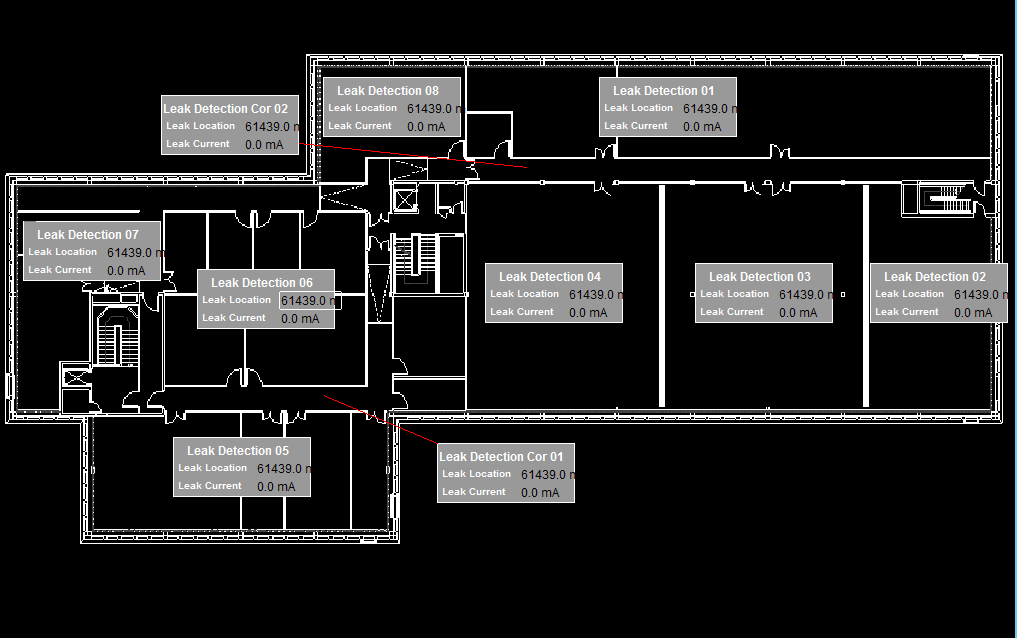 Leak Detection 08
Leak Location 61439.0 m
Leak Current 0.0 mA
Leak Detection 01
Leak Location 61439.0 m
Leak Current 0.0 mA
Leak Detection Cor 02
Leak Location 61439.0 m
Leak Current 0.0 mA
Leak Detection 07
Leak Location 61439.0 m
Leak Current 0.0 mA
Leak Detection 06
Leak Location 61439.0 m
Leak Current 0.0 mA
Leak Detection 04
Leak Location 61439.0 m
Leak Current 0.0 mA
Leak Detection 03
Leak Location 61439.0 m
Leak Current 0.0 mA
Leak Detection 02
Leak Location 61439.0 m
Leak Current 0.0 mA
Leak Detection 05
Leak Location 61439.0 m
Leak Current 0.0 mA
Leak Detection Cor 01
Leak Location 61439.0 m
Leak Current 0.0 mA